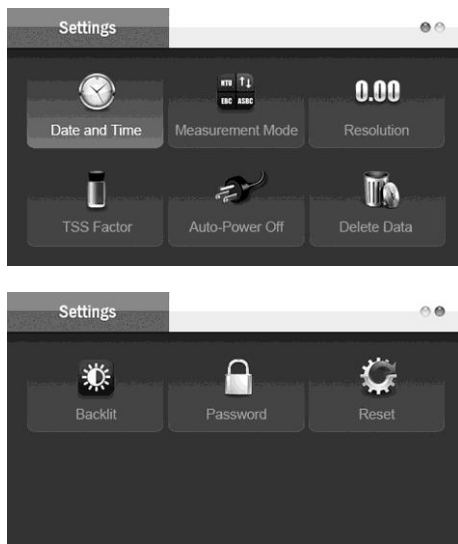 Settings
NTU
EBC ASBC
0.00
Date and Time
Measurement Mode
Resolution
TSS Factor
Auto-Power Off
Delete Data
Settings
Backlit
Password
Reset